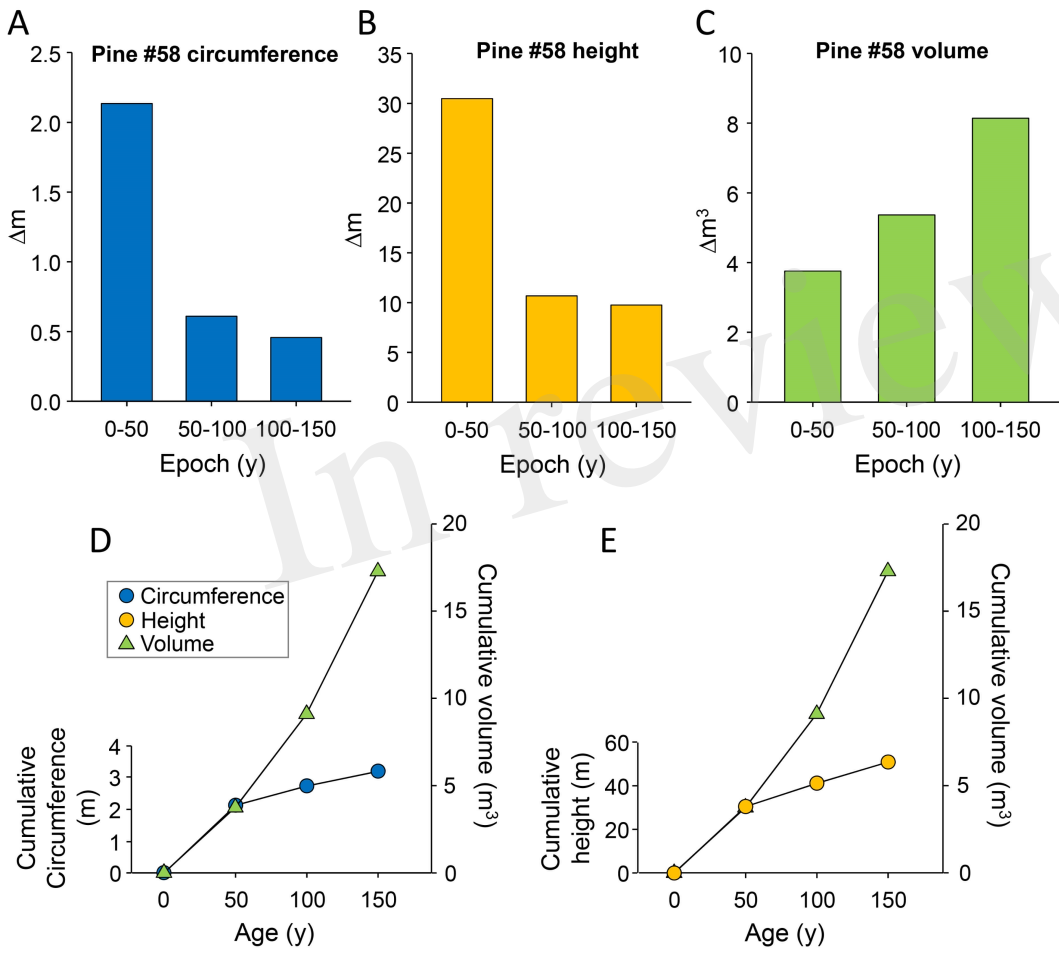 A
Pine #58 circumference
2.5
2.0
1.5
1.0
0.5
0.0
Δm
0-50
50-100
100-150
Epoch (y)
B
Pine #58 height
35
30
25
20
15
10
5
0
Δm
0-50
50-100
100-150
Epoch (y)
C
Pine #58 volume
10
8
6
4
2
0
Δm³
0-50
50-100
100-150
Epoch (y)
In review
D
Circumference
Height
Volume
4
3
2
1
0
Cumulative
Circumference
(m)
20
15
10
5
0
Cumulative volume (m³)
0
50
100
150
Age (y)
E
60
40
20
0
Cumulative
height (m)
20
15
10
5
0
Cumulative volume (m³)
0
50
100
150
Age (y)